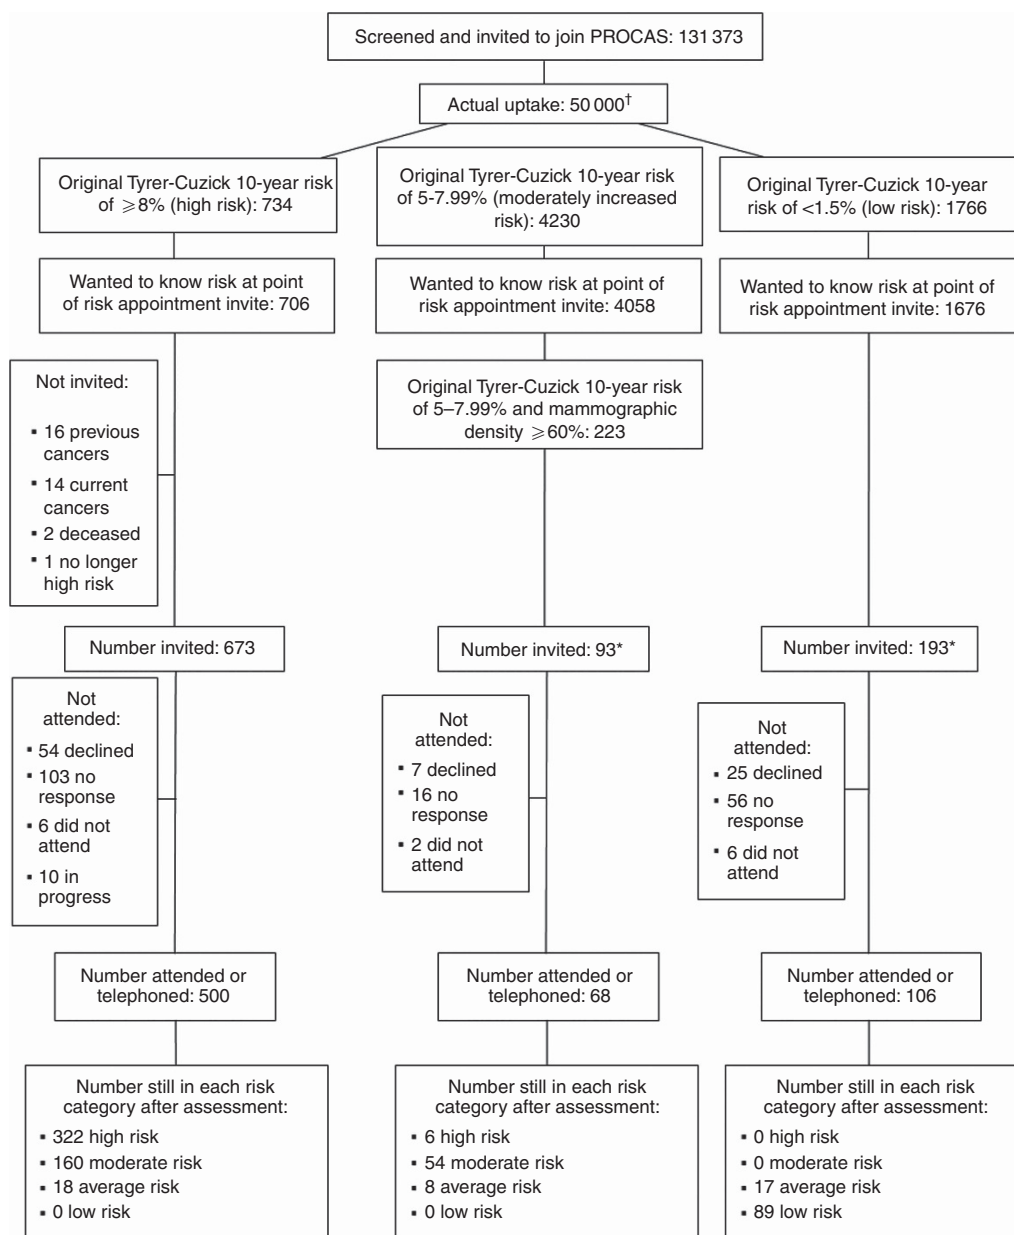 Screened and invited to join PROCAS: 131 373
Actual uptake: 50 000†
Original Tyrer-Cuzick 10-year risk
of ⩾8% (high risk): 734
Original Tyrer-Cuzick 10-year risk
of 5-7.99% (moderately increased
risk): 4230
Original Tyrer-Cuzick 10-year
risk of <1.5% (low risk): 1766
Wanted to know risk at point
of risk appointment invite: 706
Wanted to know risk at point of
risk appointment invite: 4058
Wanted to know risk at point of
risk appointment invite: 1676
Not invited:
▪ 16 previous
cancers
▪ 14 current
cancers
▪ 2 deceased
▪ 1 no longer
high risk
Original Tyrer-Cuzick 10-year risk
of 5–7.99% and mammographic
density ⩾60%: 223
Number invited: 673
Number invited: 93*
Number invited: 193*
Not
attended:
▪ 54 declined
▪ 103 no
response
▪ 6 did not
attend
▪ 10 in
progress
Not
attended:
▪ 7 declined
▪ 16 no
response
▪ 2 did not
attend
Not
attended:
▪ 25 declined
▪ 56 no
response
▪ 6 did not
attend
Number attended or
telephoned: 500
Number attended or
telephoned: 68
Number attended or
telephoned: 106
Number still in each risk
category after assessment:
▪ 322 high risk
▪ 160 moderate risk
▪ 18 average risk
▪ 0 low risk
Number still in each risk
category after assessment:
▪ 6 high risk
▪ 54 moderate risk
▪ 8 average risk
▪ 0 low risk
Number still in each risk
category after assessment:
▪ 0 high risk
▪ 0 moderate risk
▪ 17 average risk
▪ 89 low risk